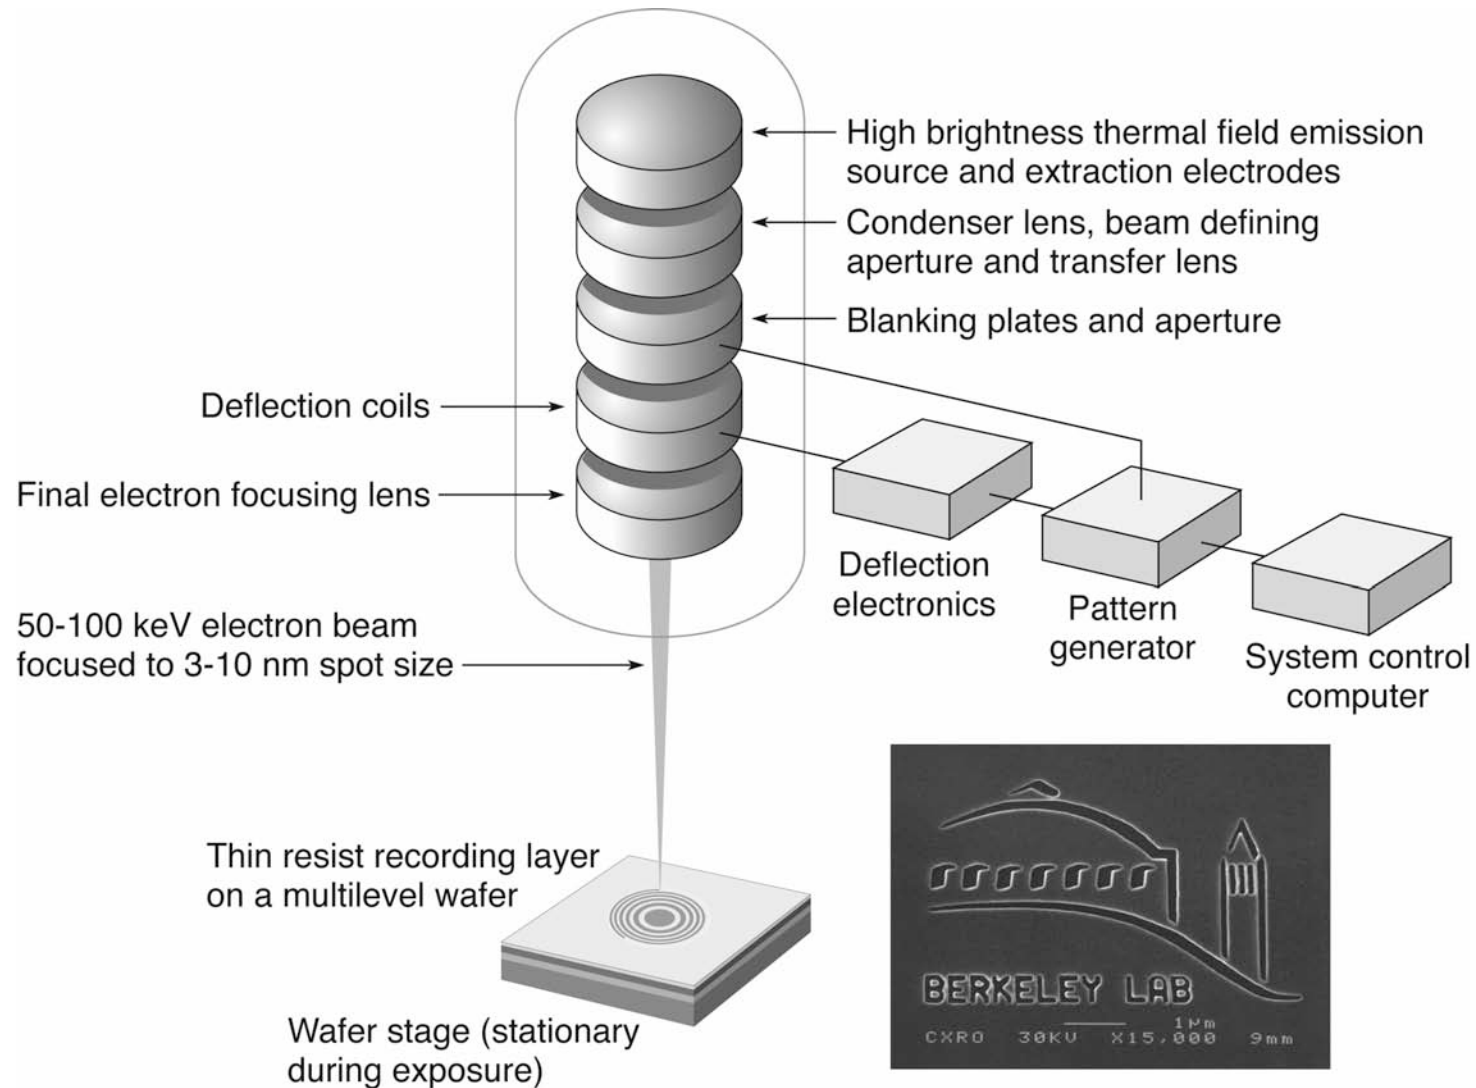 High brightness thermal field emission
source and extraction electrodes
Condenser lens, beam defining
aperture and transfer lens
Blanking plates and aperture
Deflection coils
Final electron focusing lens
Deflection
electronics
Pattern
generator
System control
computer
50-100 keV electron beam
focused to 3-10 nm spot size
Thin resist recording layer
on a multilevel wafer
Wafer stage (stationary
during exposure)
BERKELEY LAB
1µm
CXRO 30KV X15,000 9mm